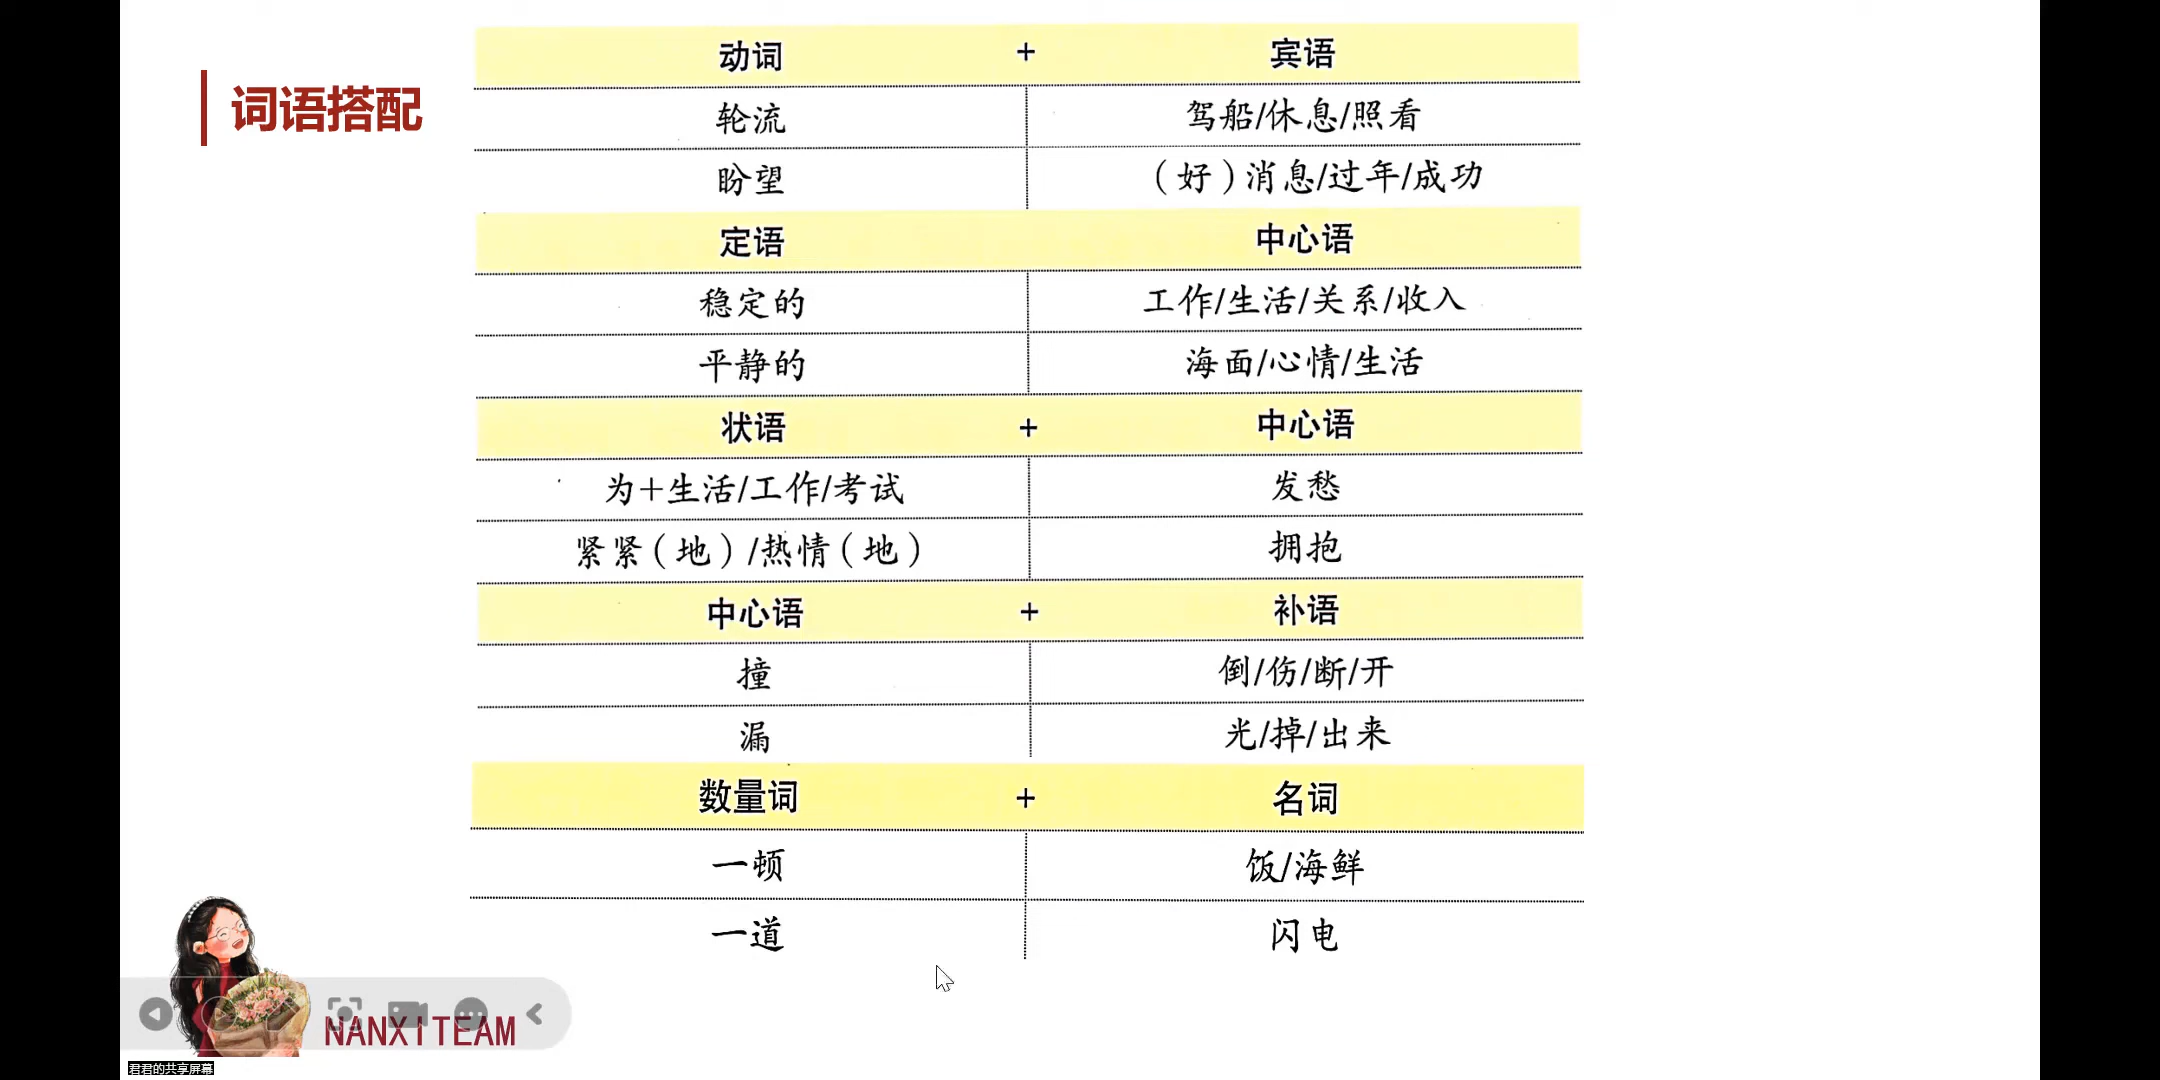 词语搭配
动词 + 宾语
轮流 驾船/休息/照看
盼望 （好）消息/过年/成功
定语 中心语
稳定的 工作/生活/关系/收入
平静的 海面/心情/生活
状语 + 中心语
为+生活/工作/考试 发愁
紧紧（地）/热情（地） 拥抱
中心语 + 补语
撞 倒/伤/断/开
漏 光/掉/出来
数量词 + 名词
一顿 饭/海鲜
一道 闪电
NANXITEAM
君君的共享屏幕